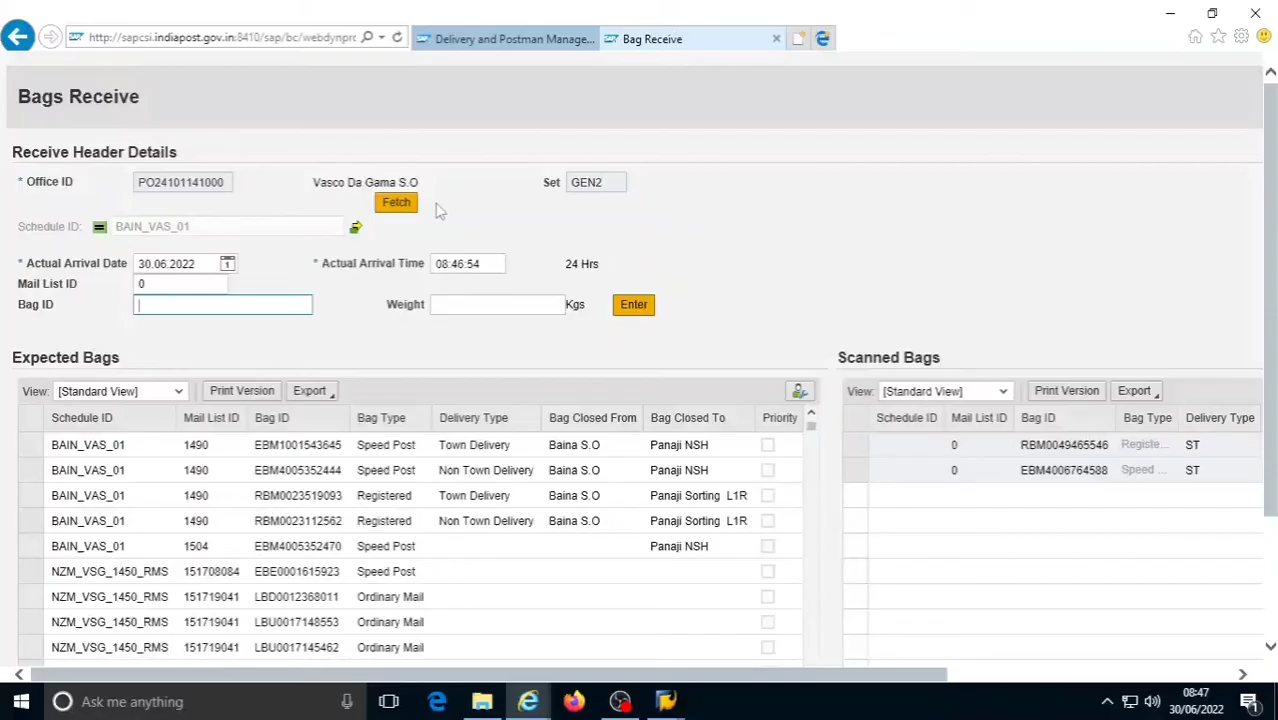 http://sapcsi.indiapost.gov.in:8410/sap/bc/webdynprc
Delivery and Postman Manage...
Bag Receive
Bags Receive
Receive Header Details
* Office ID PO24101141000 Vasco Da Gama S.O Set GEN2
Fetch
Schedule ID: BAIN_VAS_01
* Actual Arrival Date 30.06.2022 1 * Actual Arrival Time 08:46:54 24 Hrs
Mail List ID 0
Bag ID Weight Kgs Enter
Expected Bags
View: [Standard View] Print Version Export
Schedule ID Mail List ID Bag ID Bag Type Delivery Type Bag Closed From Bag Closed To Priority
BAIN_VAS_01 1490 EBM1001543645 Speed Post Town Delivery Baina S.O Panaji NSH
BAIN_VAS_01 1490 EBM4005352444 Speed Post Non Town Delivery Baina S.O Panaji NSH
BAIN_VAS_01 1490 RBM0023519093 Registered Town Delivery Baina S.O Panaji Sorting L1R
BAIN_VAS_01 1490 RBM0023112562 Registered Non Town Delivery Baina S.O Panaji Sorting L1R
BAIN_VAS_01 1504 EBM4005352470 Speed Post Panaji NSH
NZM_VSG_1450_RMS 151708084 EBE0001615923 Speed Post
NZM_VSG_1450_RMS 151719041 LBD0012368011 Ordinary Mail
NZM_VSG_1450_RMS 151719041 LBU0017148553 Ordinary Mail
NZM_VSG_1450_RMS 151719041 LBU0017145462 Ordinary Mail
Scanned Bags
View: [Standard View] Print Version Export
Schedule ID Mail List ID Bag ID Bag Type Delivery Type
0 RBM0049465546 Registe... ST
0 EBM4006764588 Speed ... ST
Ask me anything
08:47
30/06/2022
1